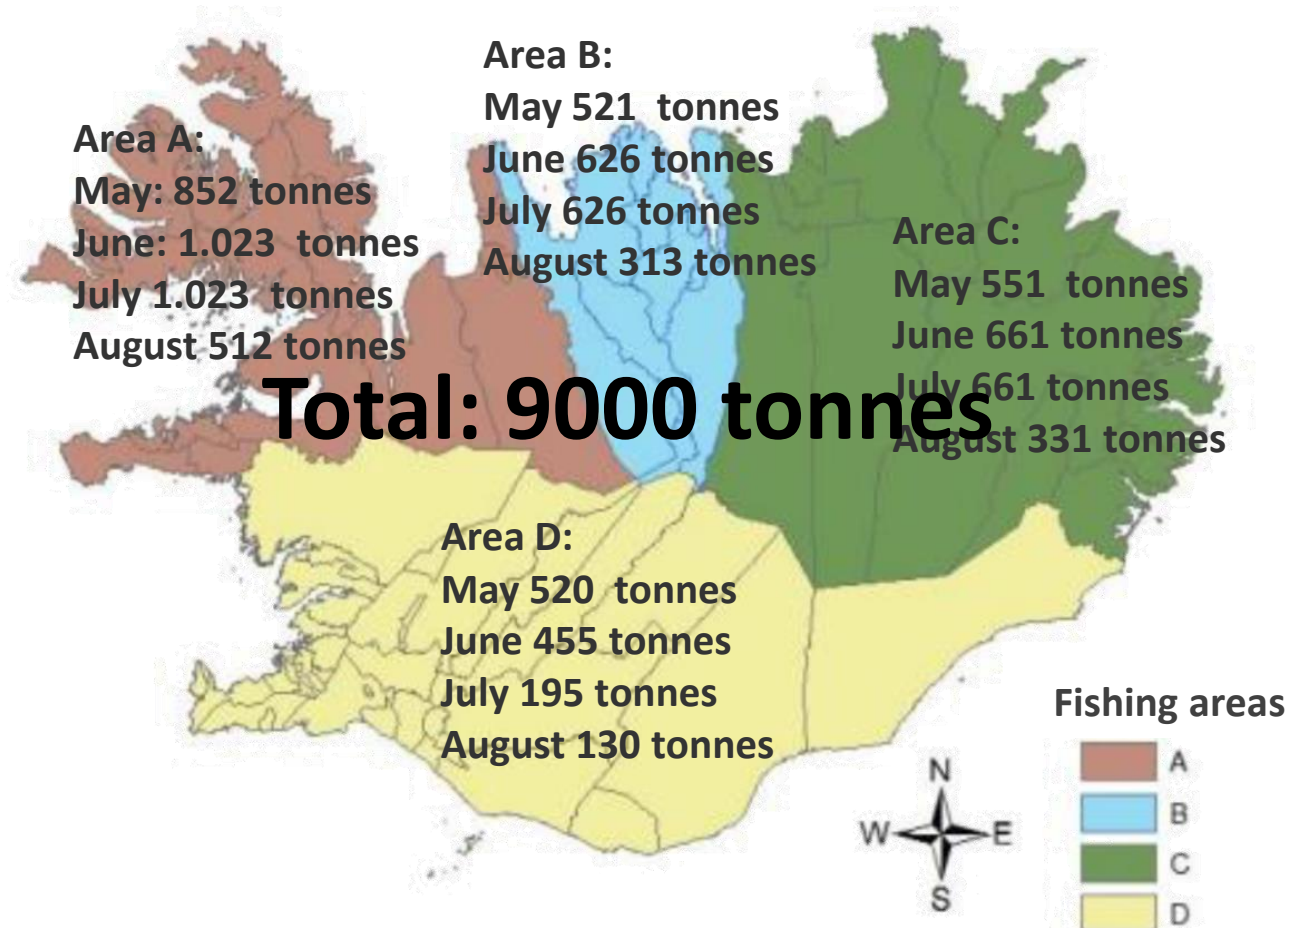 Area A:
May: 852 tonnes
June: 1.023 tonnes
July 1.023 tonnes
August 512 tonnes
Area B:
May 521 tonnes
June 626 tonnes
July 626 tonnes
August 313 tonnes
Area C:
May 551 tonnes
June 661 tonnes
July 661 tonnes
August 331 tonnes
Total: 9000 tonnes
Area D:
May 520 tonnes
June 455 tonnes
July 195 tonnes
August 130 tonnes
Fishing areas
A
B
C
D
N
W E
S